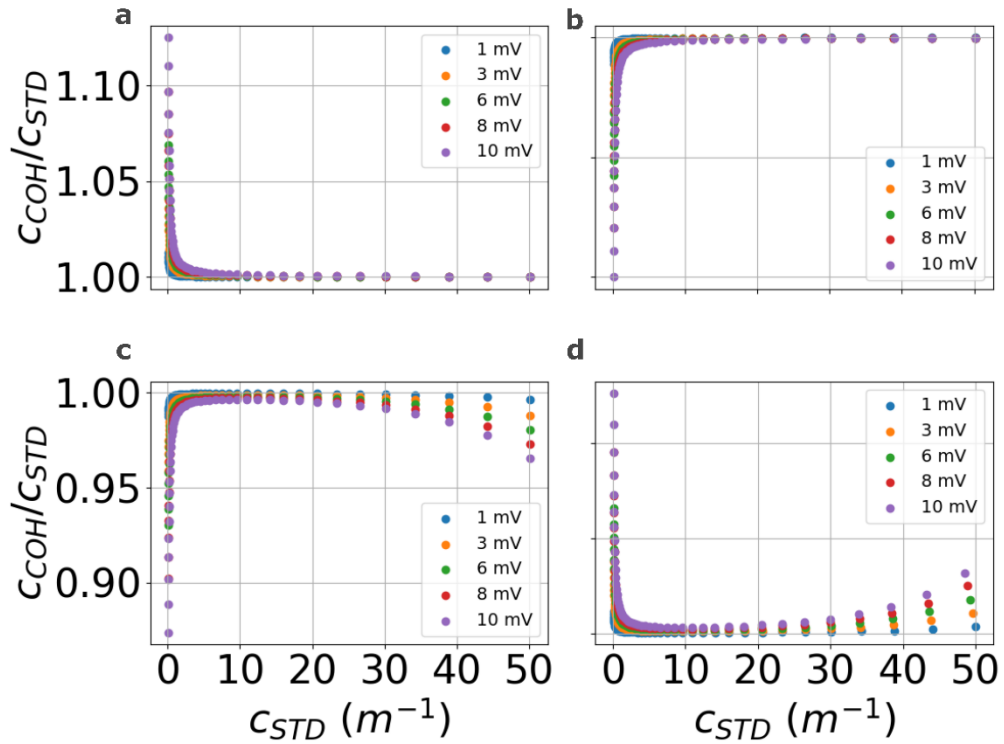 a
b
1 mV
3 mV
6 mV
8 mV
10 mV
1.10
1.05
1.00
c_COH/c_STD
1 mV
3 mV
6 mV
8 mV
10 mV
c
d
1.00
0.95
0.90
c_COH/c_STD
1 mV
3 mV
6 mV
8 mV
10 mV
1 mV
3 mV
6 mV
8 mV
10 mV
0 10 20 30 40 50
0 10 20 30 40 50
c_STD (m⁻¹)
c_STD (m⁻¹)